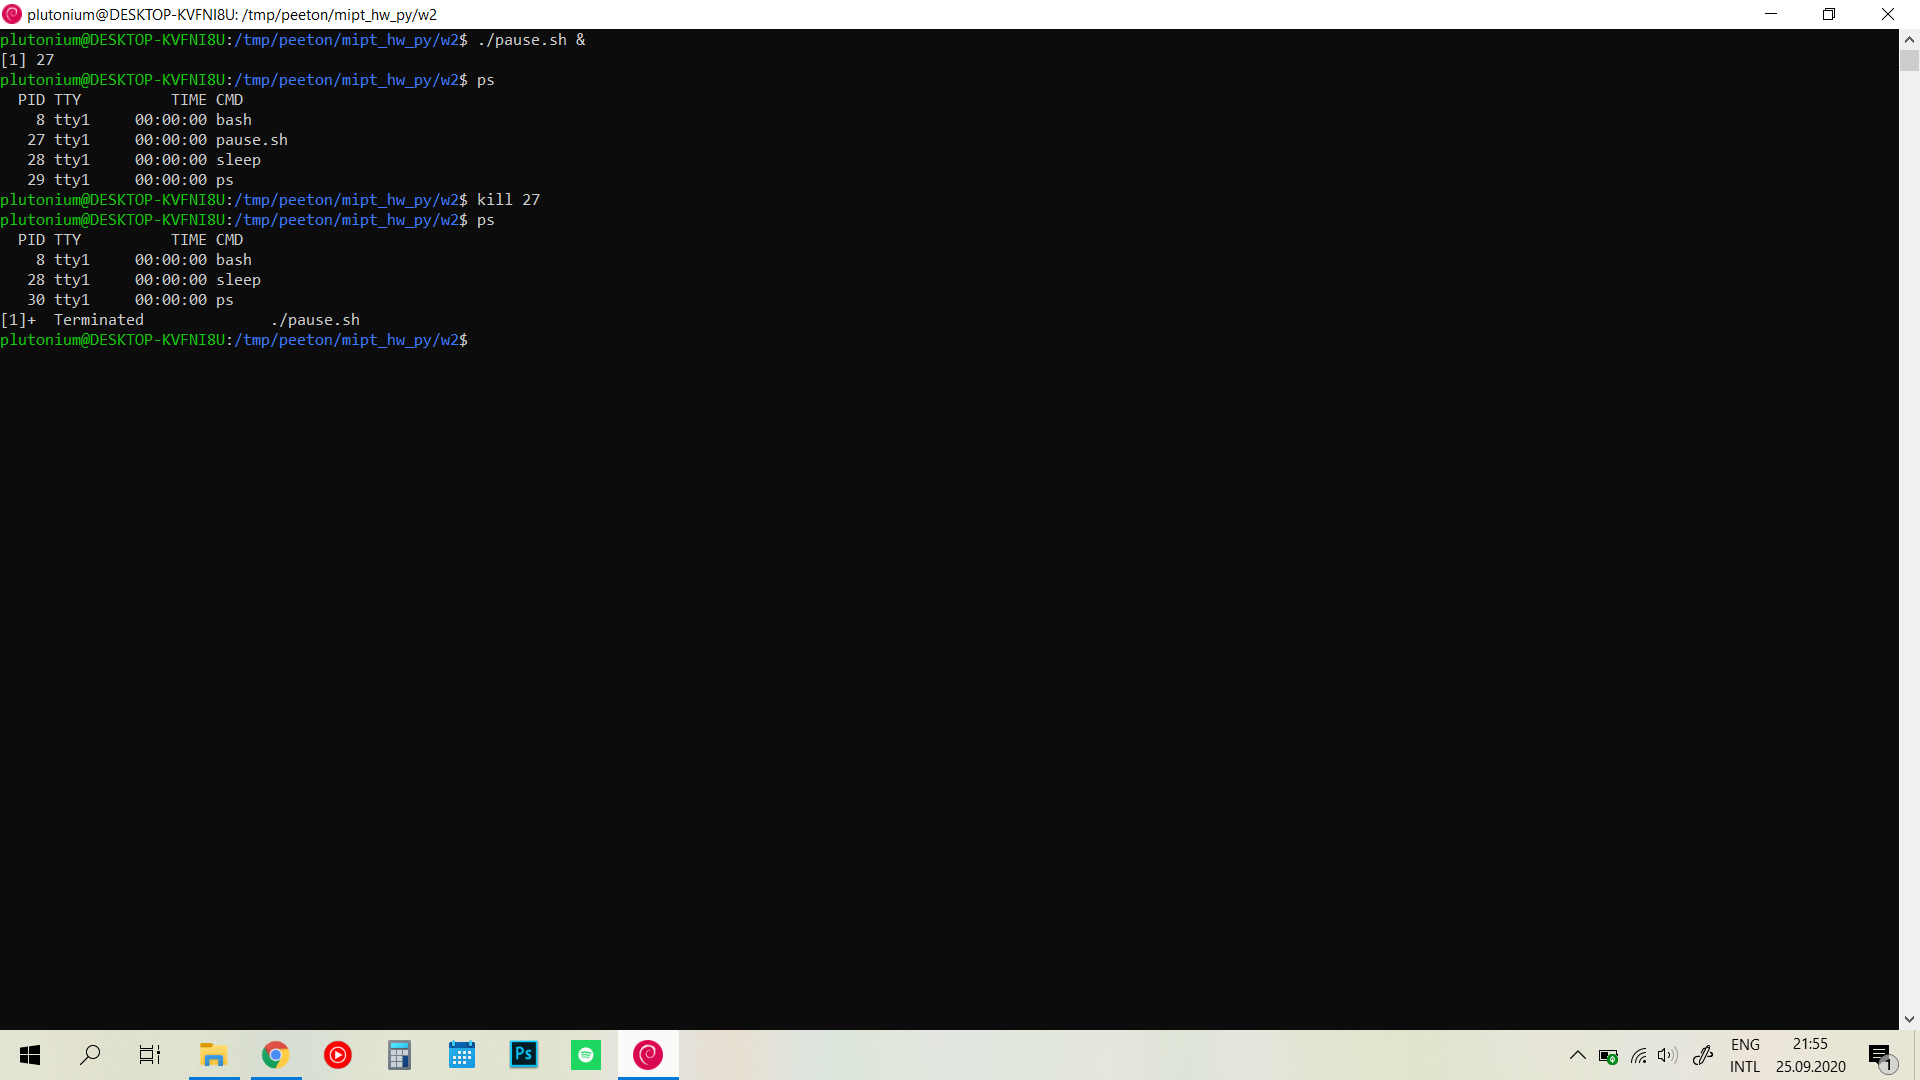 plutonium@DESKTOP-KVFNI8U: /tmp/peeton/mipt_hw_py/w2
plutonium@DESKTOP-KVFNI8U:/tmp/peeton/mipt_hw_py/w2$ ./pause.sh &
[1] 27
plutonium@DESKTOP-KVFNI8U:/tmp/peeton/mipt_hw_py/w2$ ps
  PID TTY          TIME CMD
    8 tty1     00:00:00 bash
   27 tty1     00:00:00 pause.sh
   28 tty1     00:00:00 sleep
   29 tty1     00:00:00 ps
plutonium@DESKTOP-KVFNI8U:/tmp/peeton/mipt_hw_py/w2$ kill 27
plutonium@DESKTOP-KVFNI8U:/tmp/peeton/mipt_hw_py/w2$ ps
  PID TTY          TIME CMD
    8 tty1     00:00:00 bash
   28 tty1     00:00:00 sleep
   30 tty1     00:00:00 ps
[1]+  Terminated              ./pause.sh
plutonium@DESKTOP-KVFNI8U:/tmp/peeton/mipt_hw_py/w2$
Ps
ENG
INTL
21:55
25.09.2020
1